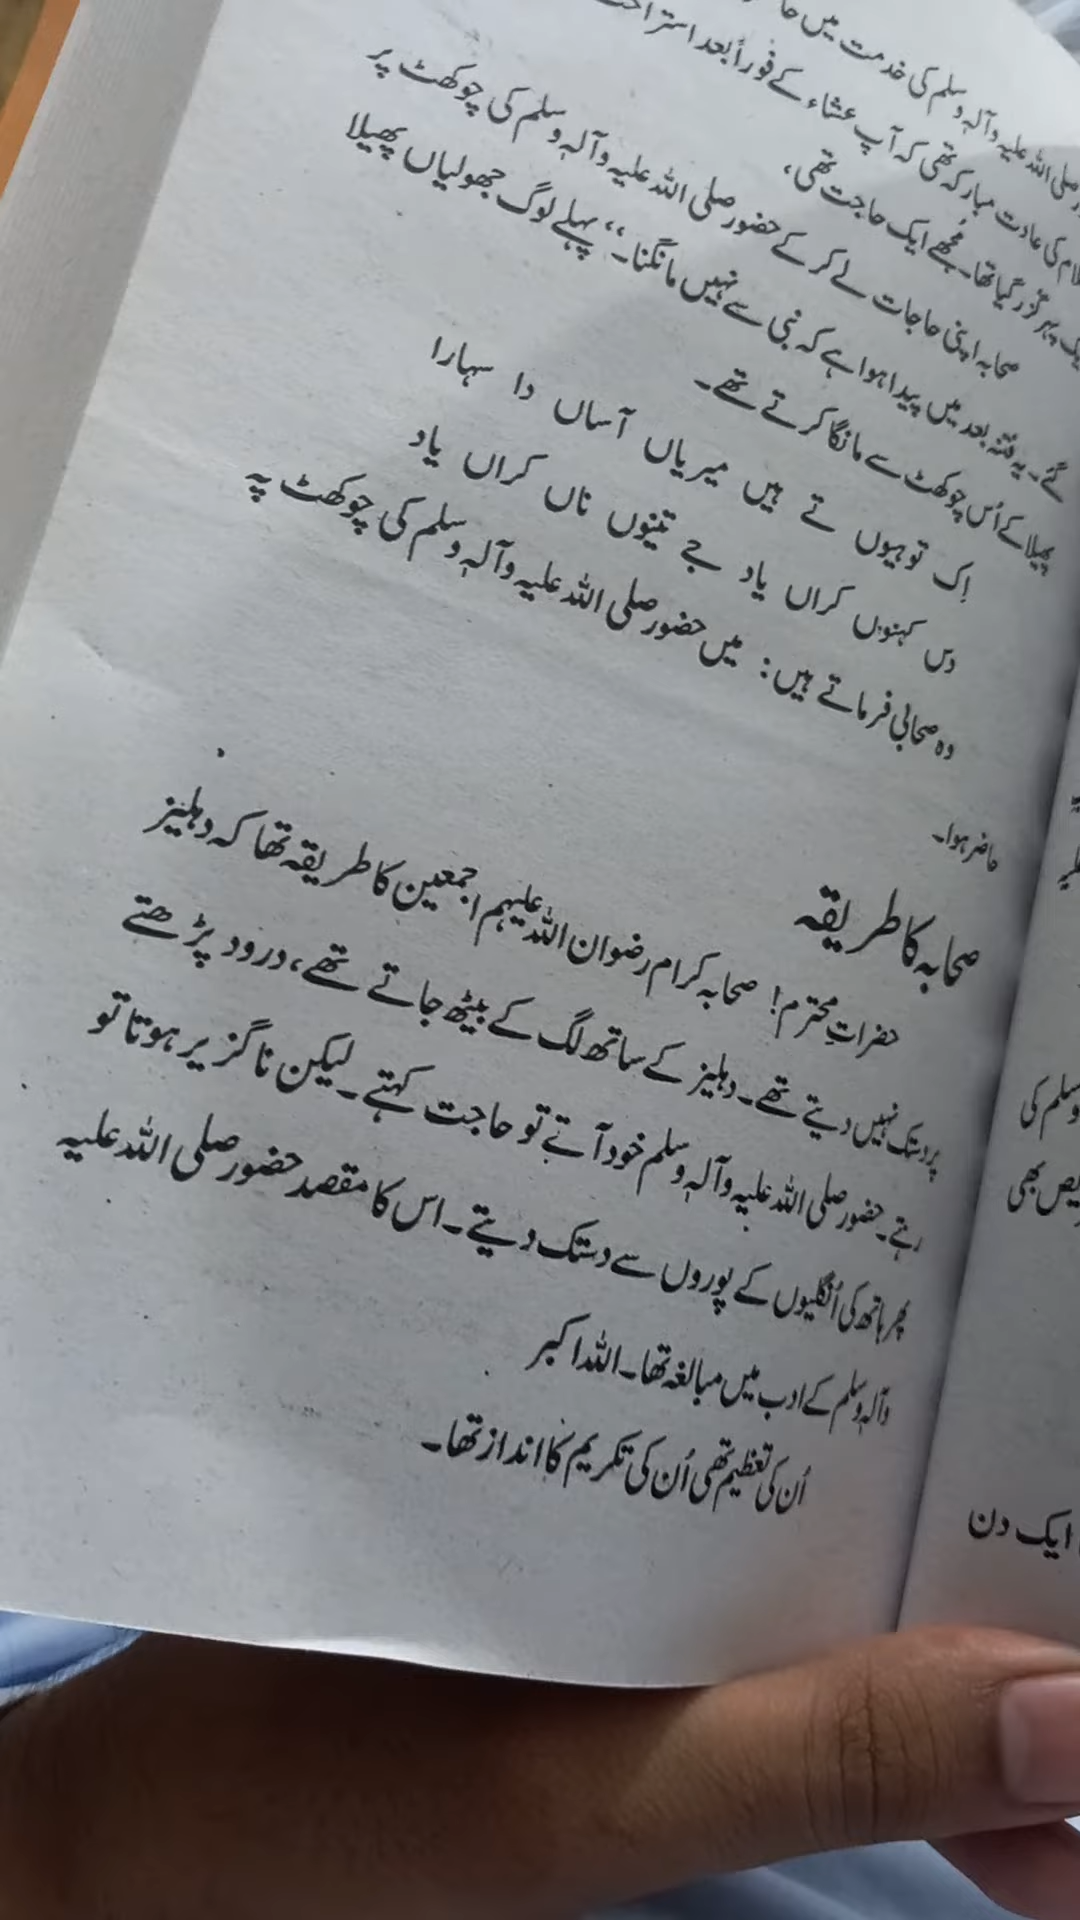 صلی اللہ علیہ وآلہ وسلم کی خدمت میں
کی عادت مبارکہ تھی کہ آپ عشاء کے فوراً بعد
پہر گزر گیا تھا۔ مجھے ایک حاجت تھی،
صحابہ اپنی حاجات لے کر کے حضور صلی اللہ علیہ وآلہ وسلم کی چوکھٹ پر
گئے۔ یہ فتنہ بعد میں پیدا ہوا ہے کہ نبی سے نہیں مانگنا۔‘‘ پہلے لوگ جھولیاں پھیلا
پھیلا کے اُس چوکھٹ سے مانگا کرتے تھے۔
اِک توہیوں تے ہیں میریاں آساں دا سہارا
دس کہنوں کراں یاد جے تینوں ناں کراں یاد
وہ صحابی فرماتے ہیں: میں حضور صلی اللہ علیہ وآلہ وسلم کی چوکھٹ پہ
حاضر ہوا۔
صحابہ کا طریقہ
حضراتِ محترم! صحابہ کرام رضوان اللہ علیہم اجمعین کا طریقہ تھا کہ دہلیز
پر دستک نہیں دیتے تھے۔ دہلیز کے ساتھ لگ کے بیٹھ جاتے تھے، درود پڑھتے
رہتے۔ حضور صلی اللہ علیہ وآلہ وسلم خود آتے تو حاجت کہتے۔ لیکن ناگزیر ہوتا تو
پھر ہاتھ کی اُنگلیوں کے پوروں سے دستک دیتے۔ اس کا مقصد حضور صلی اللہ علیہ
وآلہ وسلم کے ادب میں مبالغہ تھا۔ اللہ اکبر
اُن کی تعظیم تھی اُن کی تکریم کا انداز تھا۔
وسلم کی
بھی
ایک دن